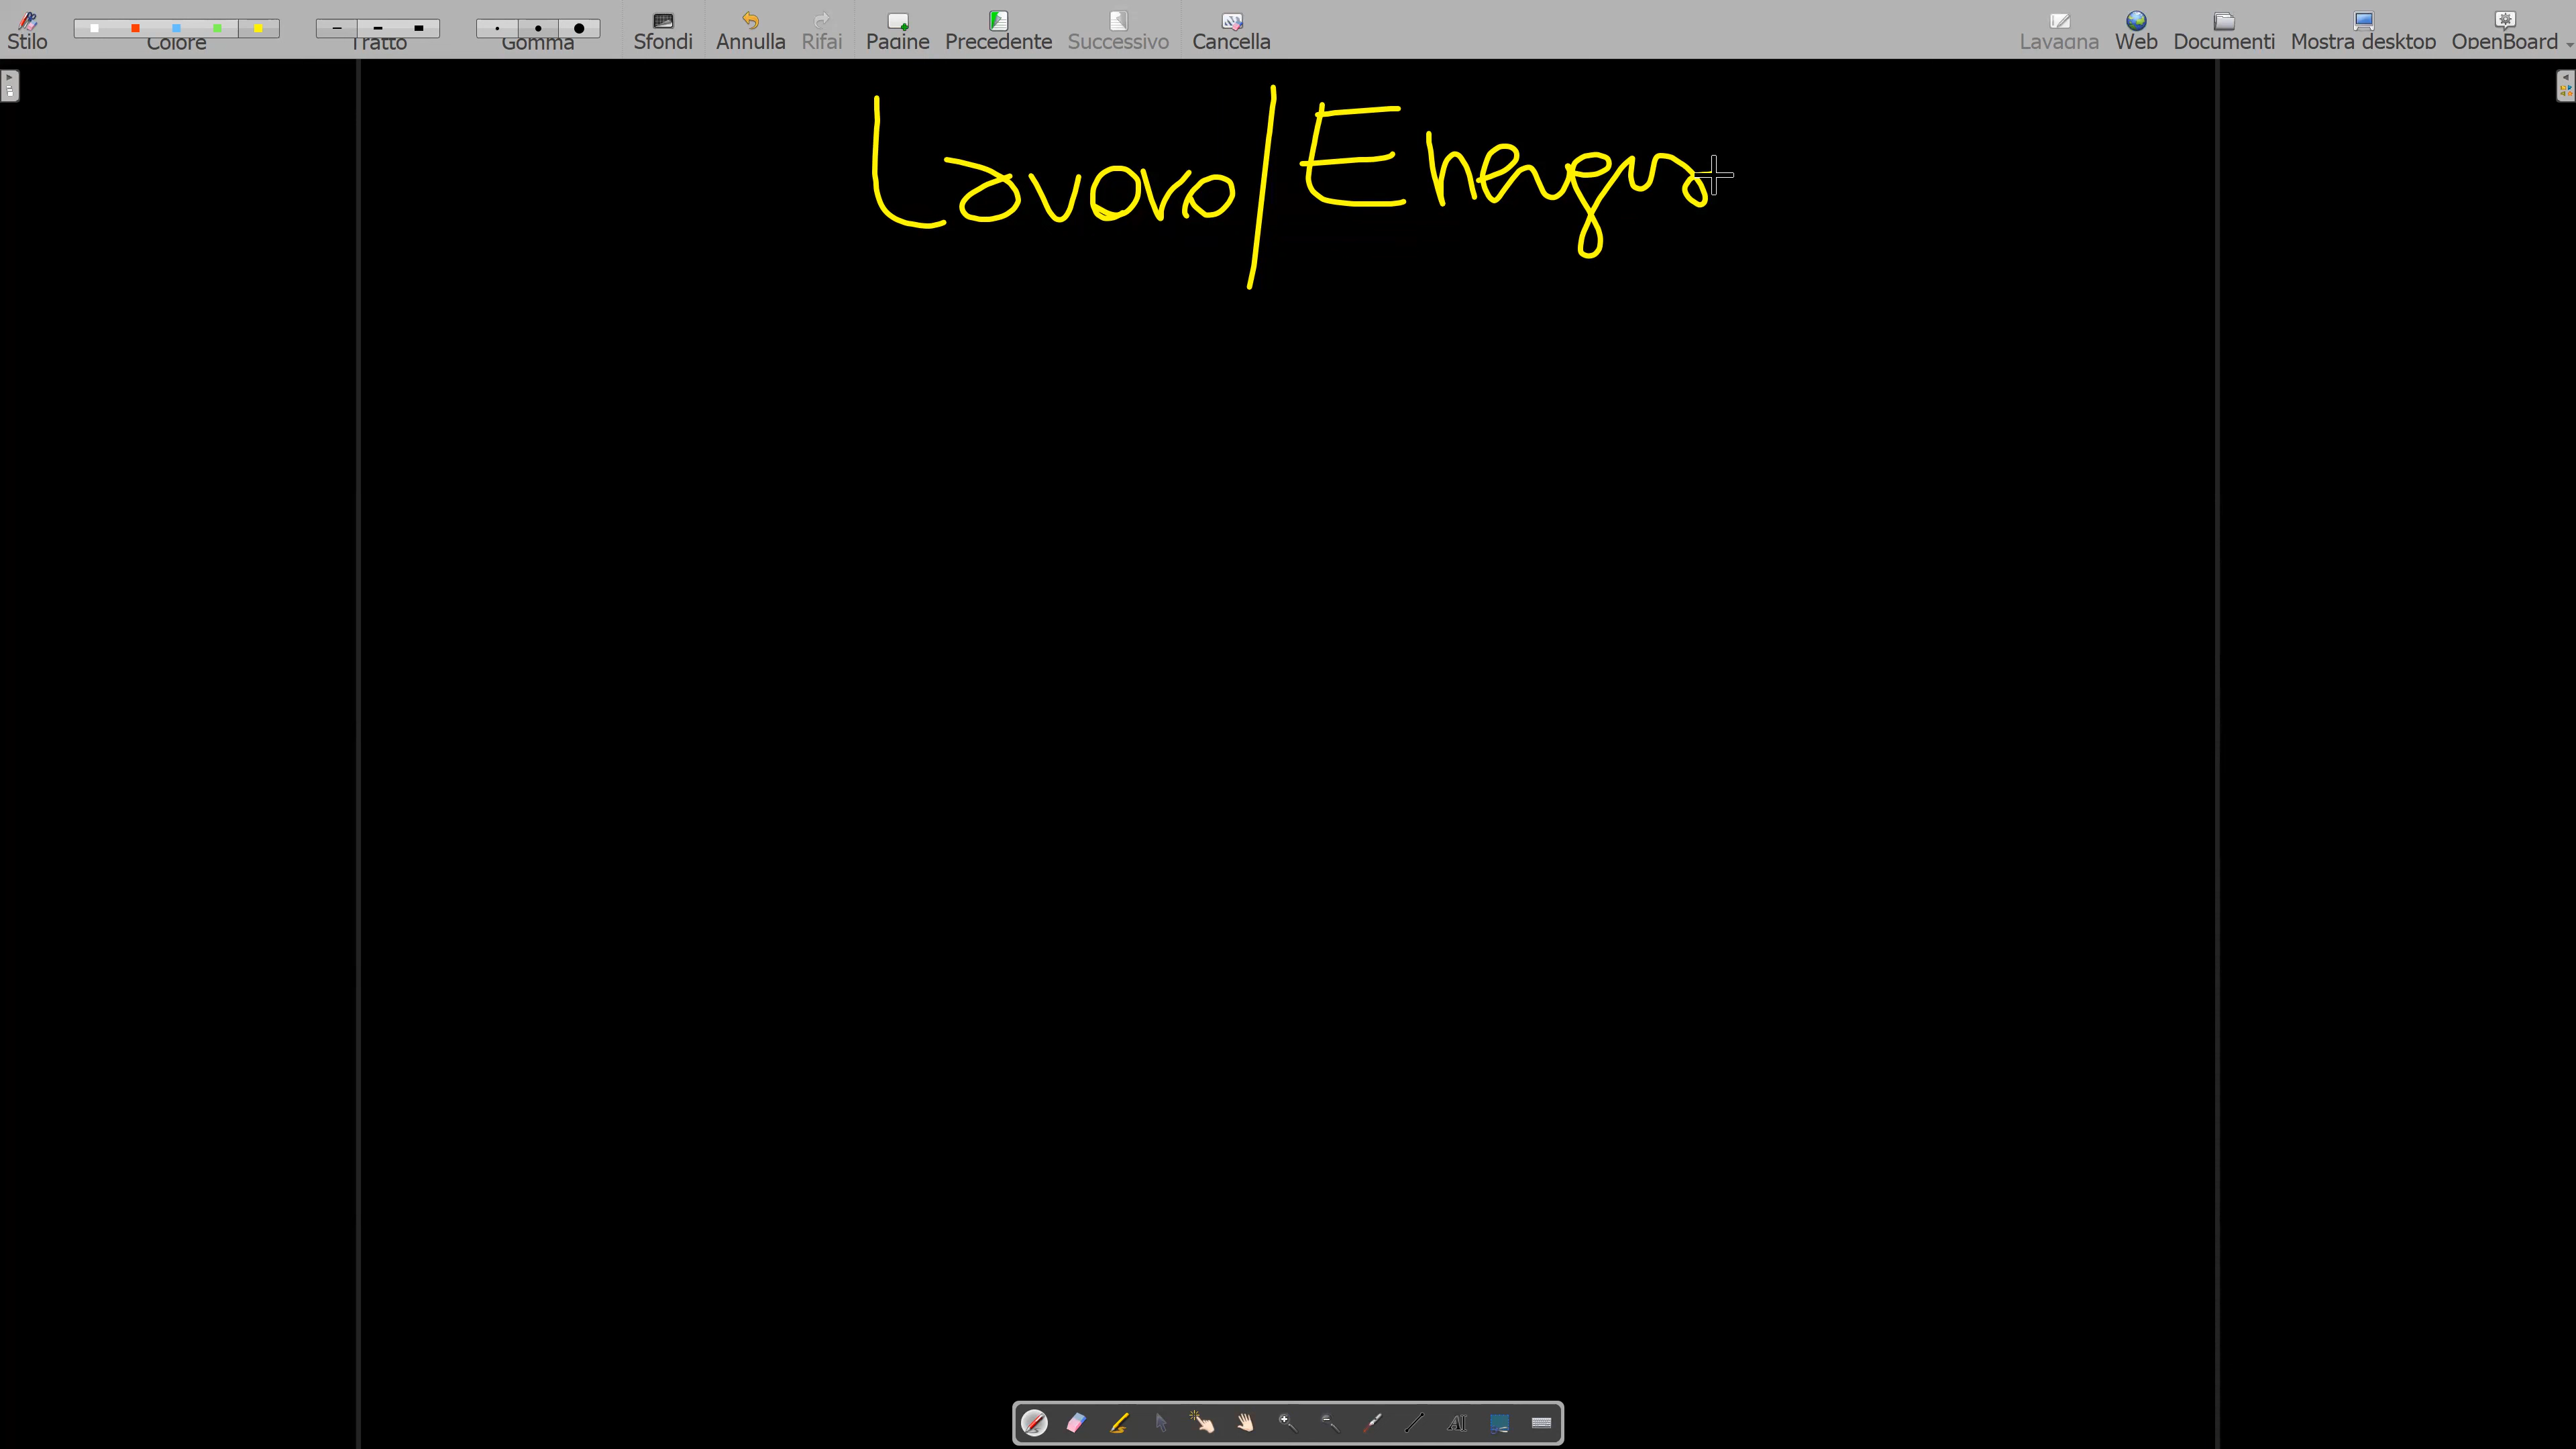 Stilo Colore Tratto Gomma Sfondi Annulla Rifai Pagine Precedente Successivo Cancella Lavagna Web Documenti Mostra desktop OpenBoard
Lavoro/Energia
AI